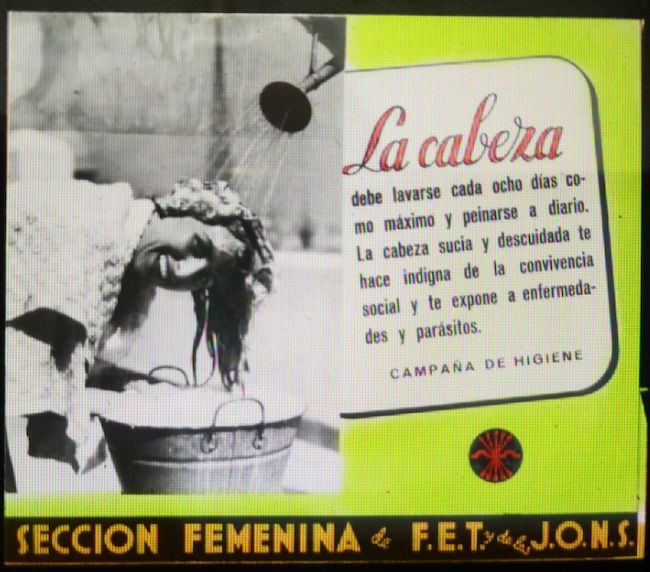 La cabeza
debe lavarse cada ocho días co-
mo máximo y peinarse a diario.
La cabeza sucia y descuidada te
hace indigna de la convivencia
social y te expone a enfermeda-
des y parásitos.
CAMPAÑA DE HIGIENE
SECCION FEMENINA de F.E.T. y de las J.O.N.S.